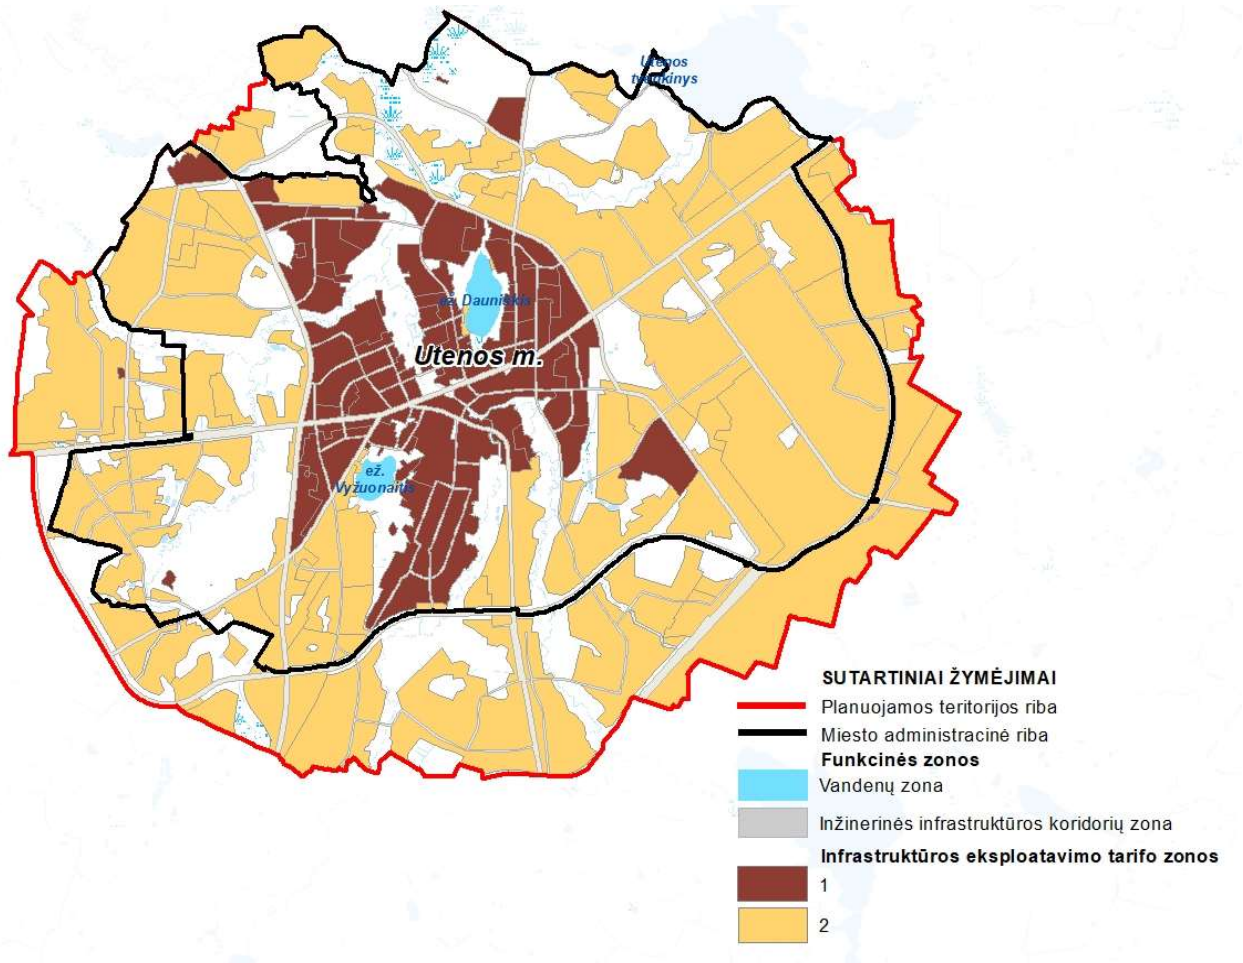 Utenos
tvenkinys
ež. Dauniškis
Utenos m.
ež.
Vyžuonaitis
SUTARTINIAI ŽYMĖJIMAI
Planuojamos teritorijos riba
Miesto administracinė riba
Funkcinės zonos
Vandenų zona
Inžinerinės infrastruktūros koridorių zona
Infrastruktūros eksploatavimo tarifo zonos
1
2